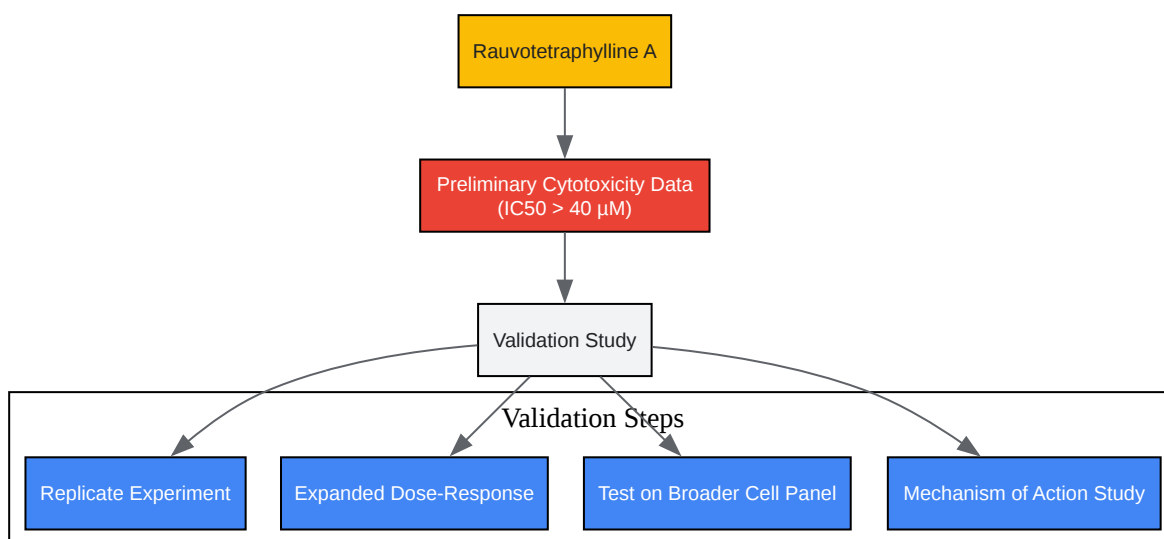 Rauvotetraphylline A
Preliminary Cytotoxicity Data
(IC50 > 40 µM)
Validation Study
Validation Steps
Replicate Experiment
Expanded Dose-Response
Test on Broader Cell Panel
Mechanism of Action Study